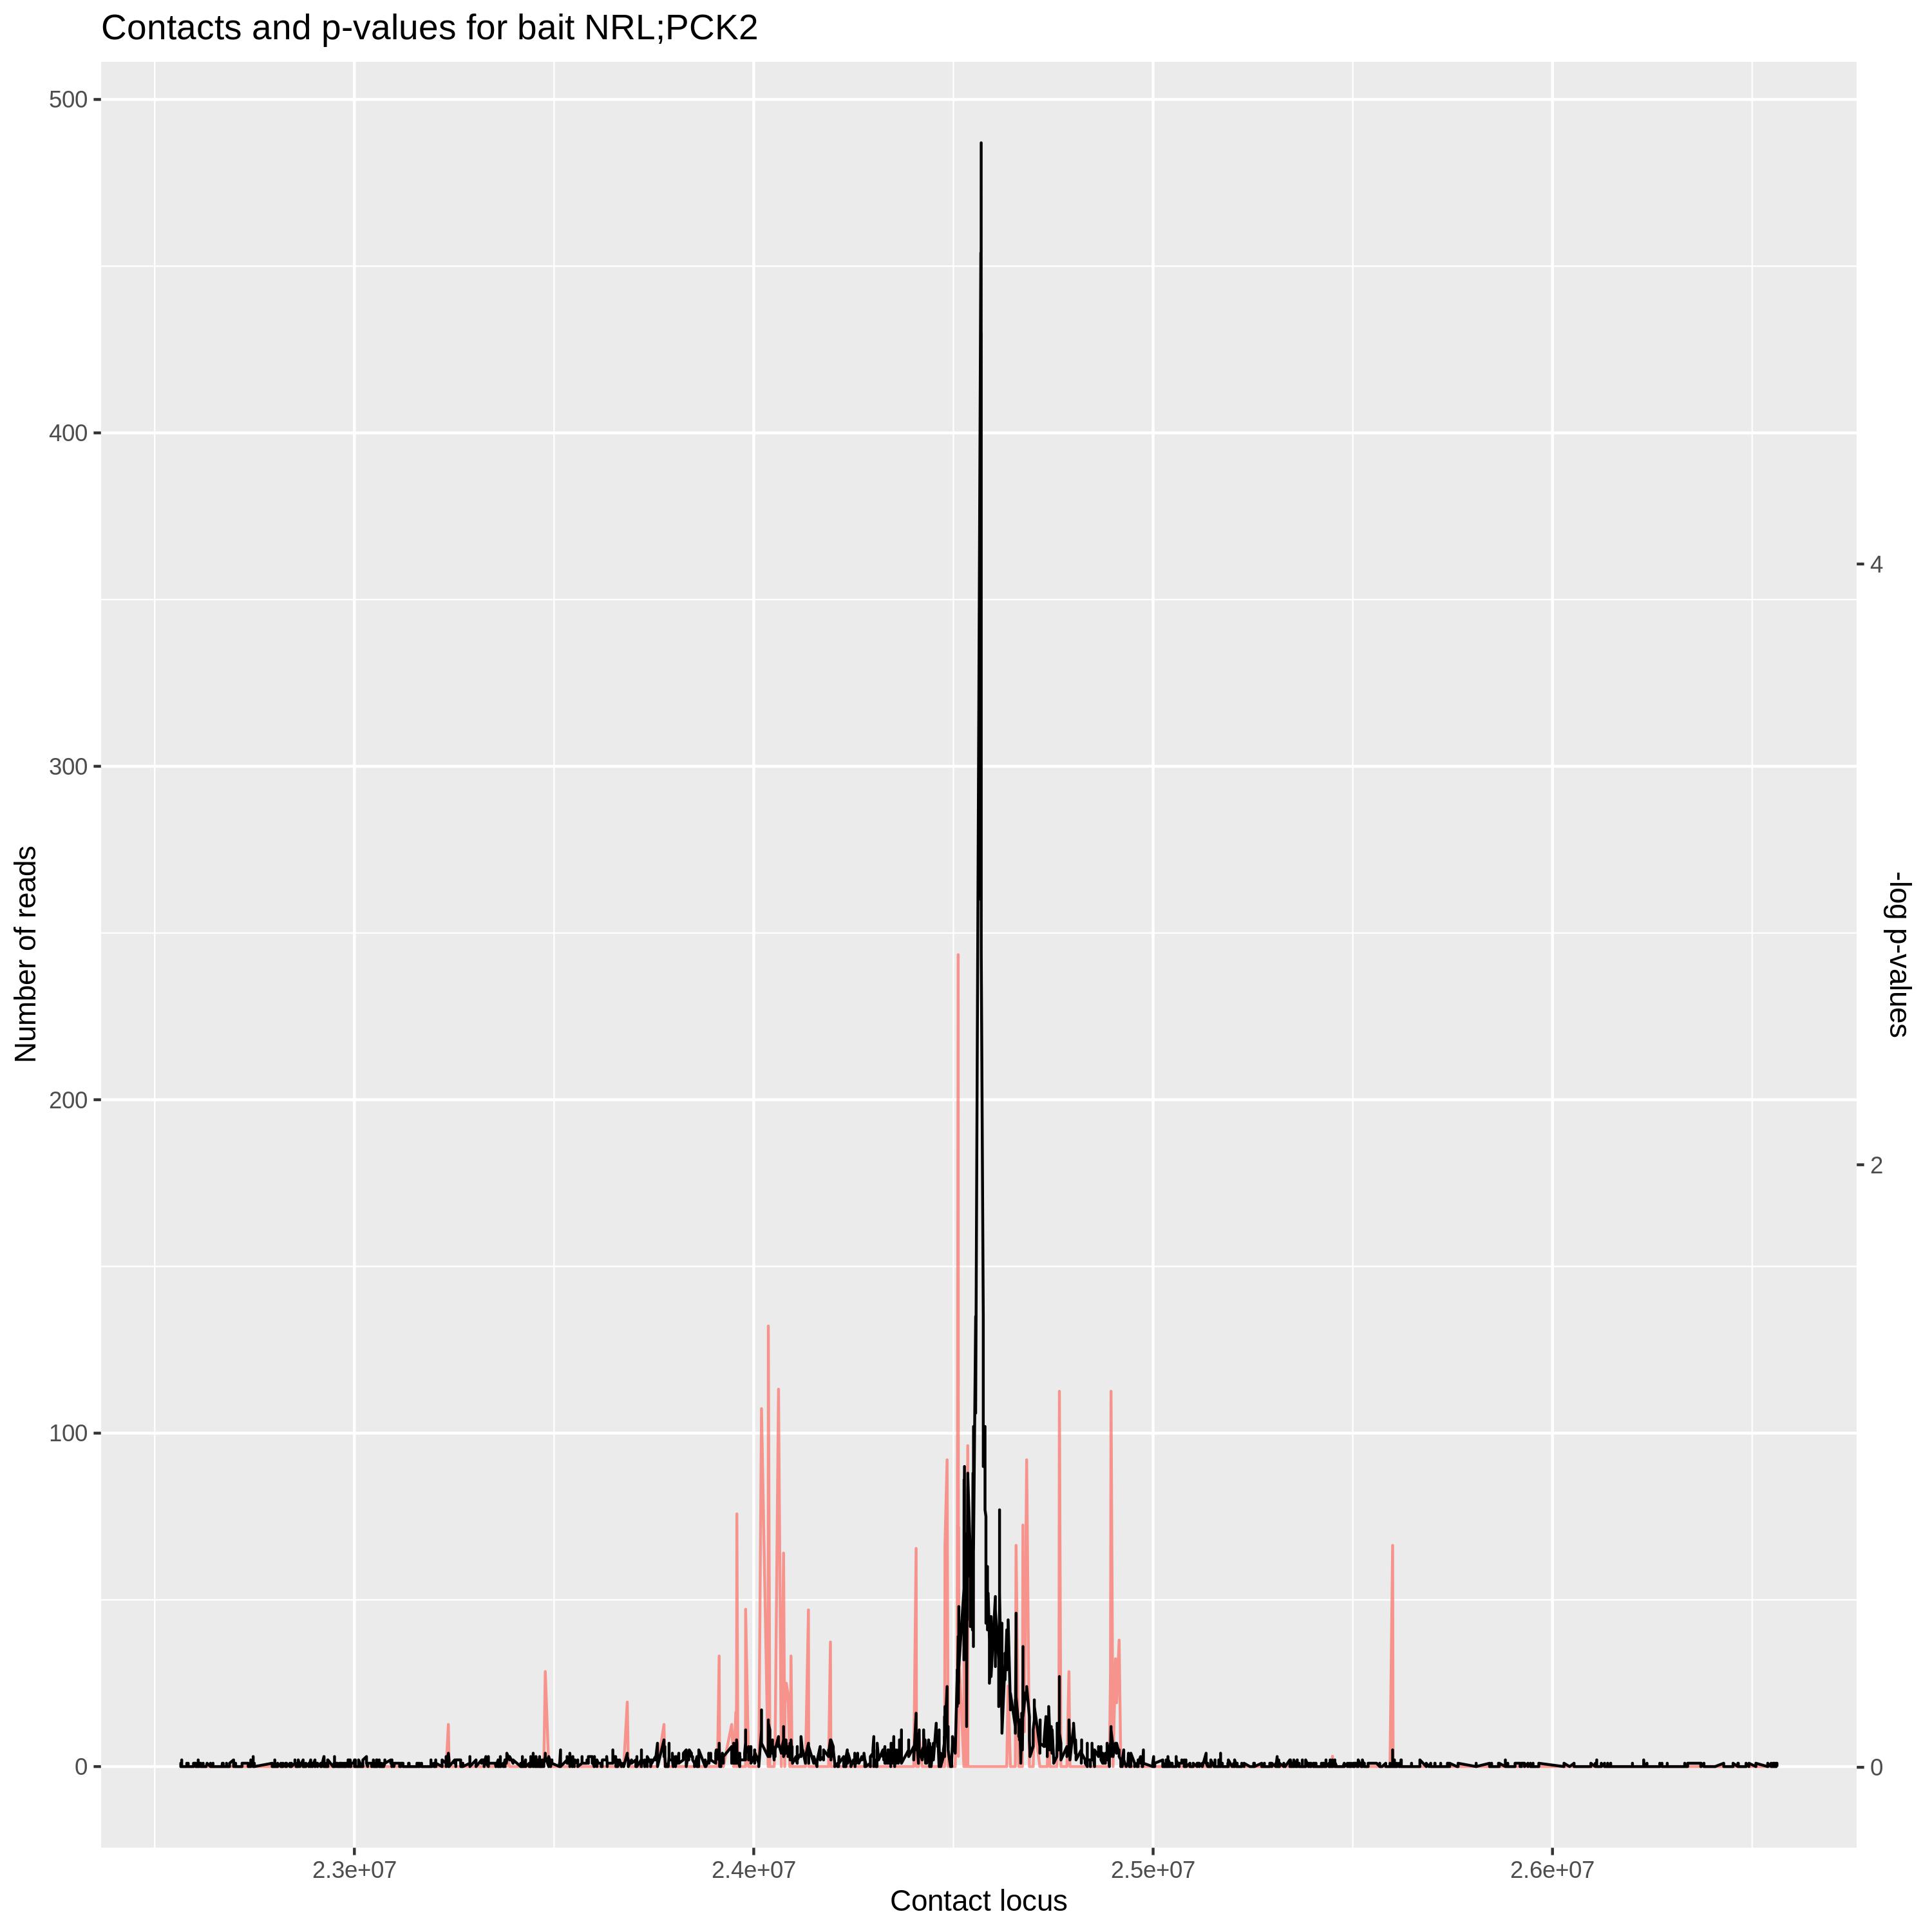 Contacts and p-values for bait NRL;PCK2
500
400
300
200
100
0
Number of reads
4
2
0
-log p-values
2.3e+07
2.4e+07
2.5e+07
2.6e+07
Contact locus